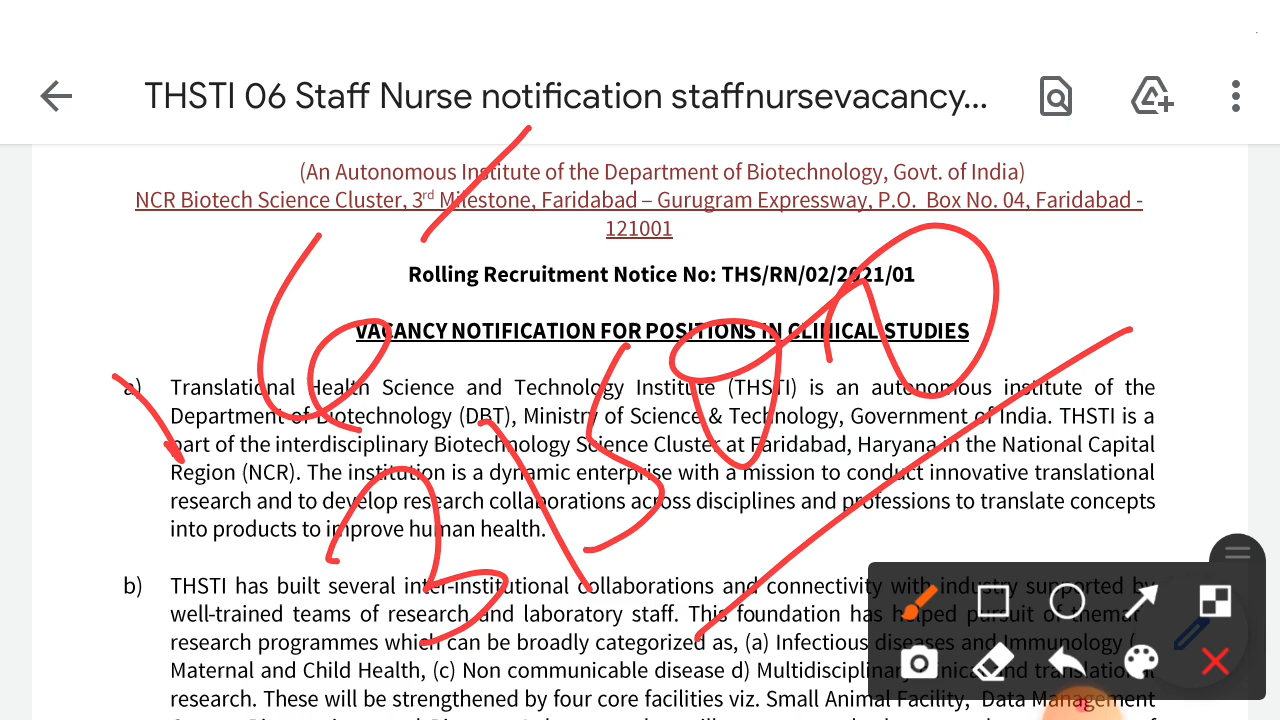 THSTI 06 Staff Nurse notification staffnursevacancy...
(An Autonomous Institute of the Department of Biotechnology, Govt. of India)
NCR Biotech Science Cluster, 3rd Milestone, Faridabad – Gurugram Expressway, P.O. Box No. 04, Faridabad -
121001
Rolling Recruitment Notice No: THS/RN/02/2021/01
VACANCY NOTIFICATION FOR POSITIONS IN CLINICAL STUDIES
a) Translational Health Science and Technology Institute (THSTI) is an autonomous institute of the
Department of Biotechnology (DBT), Ministry of Science & Technology, Government of India. THSTI is a
part of the interdisciplinary Biotechnology Science Cluster at Faridabad, Haryana in the National Capital
Region (NCR). The institution is a dynamic enterprise with a mission to conduct innovative translational
research and to develop research collaborations across disciplines and professions to translate concepts
into products to improve human health.
b) THSTI has built several inter-institutional collaborations and connectivity with industry supported by
well-trained teams of research and laboratory staff. This foundation has helped pursuit of
research programmes which can be broadly categorized as, (a) Infectious diseases and Immunology
Maternal and Child Health, (c) Non communicable disease d) Multidisciplinary clinical and translational
research. These will be strengthened by four core facilities viz. Small Animal Facility, Data Management